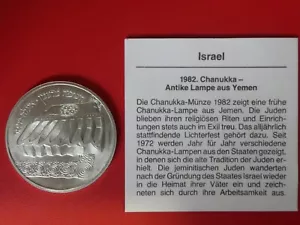 Israel
1982. Chanukka –
Antike Lampe aus Yemen
Die Chanukka-Münze 1982 zeigt eine frühe
Chanukka-Lampe aus Jemen. Die Juden
blieben ihren religiösen Riten und Einrich-
tungen stets auch im Exil treu. Das alljährlich
stattfindende Lichterfest gehört dazu. Seit
1972 werden Jahr für Jahr verschiedene
Chanukka-Lampen aus den Staaten gezeigt,
in denen sich die alte Tradition der Juden er-
hielt. Die jeminitischen Juden wanderten
nach der Gründung des Staates Israel wieder
in die Heimat ihrer Väter ein und zeich-
neten sich durch ihre Arbeitsamkeit aus.